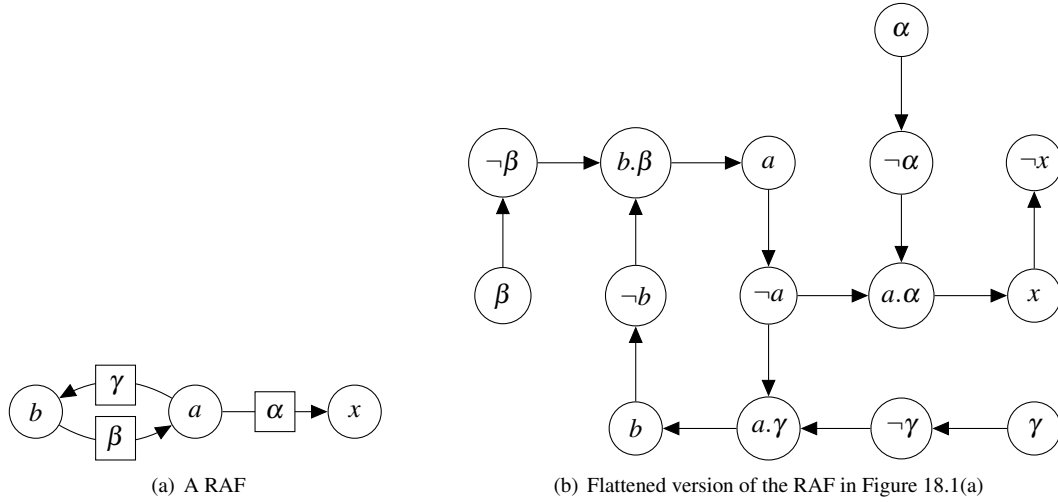 α
¬β b.β a ¬α ¬x
β ¬b ¬a a.α x
γ
b a α x
β
b a.γ ¬γ γ
(a) A RAF
(b) Flattened version of the RAF in Figure 18.1(a)